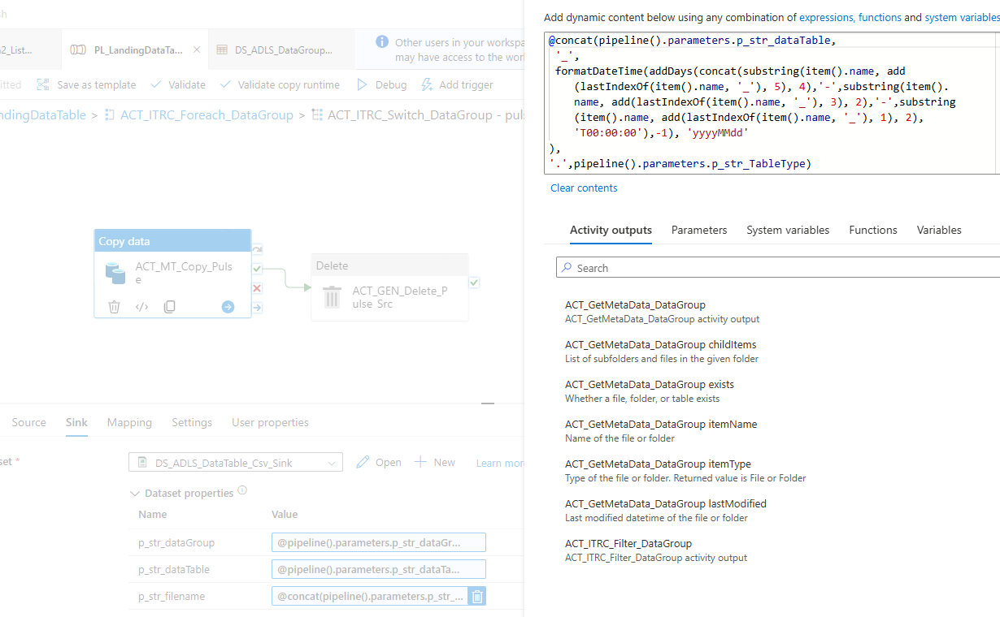 Add dynamic content below using any combination of expressions, functions and system variables
@concat(pipeline().parameters.p_str_dataTable,
'_',
formatDateTime(addDays(concat(substring(item().name, add
(lastIndexOf(item().name, '_'), 5), 4),'-',substring(item().
name, add(lastIndexOf(item().name, '_'), 3), 2),'-',substring
(item().name, add(lastIndexOf(item().name, '_'), 1), 2),
'T00:00:00'),-1), 'yyyyMMdd'
),
'.',pipeline().parameters.p_str_TableType)
Clear contents
Activity outputs Parameters System variables Functions Variables
Search
ACT_GetMetaData_DataGroup
ACT_GetMetaData_DataGroup activity output
ACT_GetMetaData_DataGroup childItems
List of subfolders and files in the given folder
ACT_GetMetaData_DataGroup exists
Whether a file, folder, or table exists
ACT_GetMetaData_DataGroup itemName
Name of the file or folder
ACT_GetMetaData_DataGroup itemType
Type of the file or folder. Returned value is File or Folder
ACT_GetMetaData_DataGroup lastModified
Last modified datetime of the file or folder
ACT_ITRC_Filter_DataGroup
ACT_ITRC_Filter_DataGroup activity output
2_List...
PL_LandingDataTa...
DS_ADLS_DataGroup...
Other users in your workspa
may have access to the wor
itted Save as template Validate Validate copy runtime Debug Add trigger
ndingDataTable > ACT_ITRC_Foreach_DataGroup > ACT_ITRC_Switch_DataGroup - puls
Copy data
ACT_MT_Copy_Puls
e
Delete
ACT_GEN_Delete_P
ulse_Src
Source Sink Mapping Settings User properties
set * DS_ADLS_DataTable_Csv_Sink Open New Learn mor
Dataset properties
Name Value
p_str_dataGroup @pipeline().parameters.p_str_dataGr...
p_str_dataTable @pipeline().parameters.p_str_dataTa...
p_str_filename @concat(pipeline().parameters.p_str_...